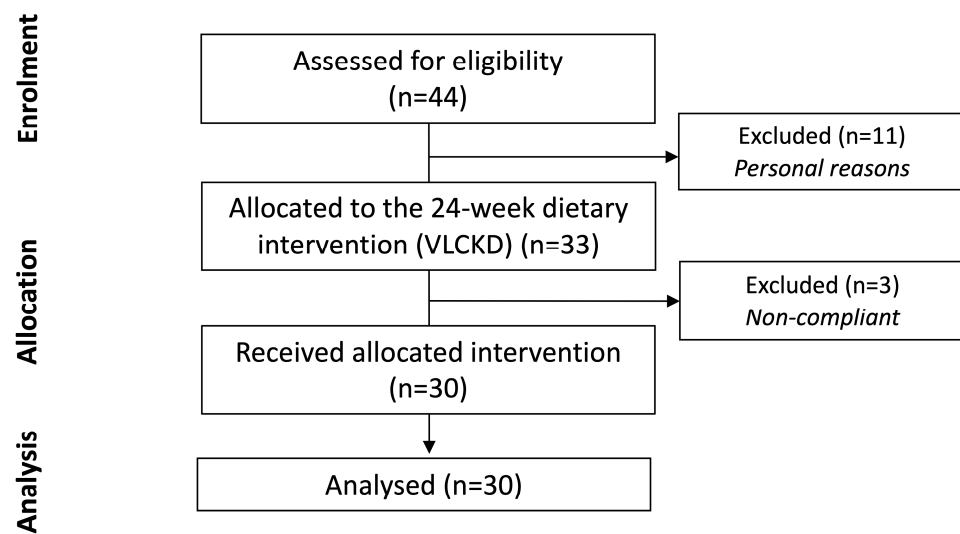 Enrolment
Assessed for eligibility
(n=44)
Excluded (n=11)
Personal reasons
Allocated to the 24-week dietary
intervention (VLCKD) (n=33)
Allocation
Excluded (n=3)
Non-compliant
Received allocated intervention
(n=30)
Analysis
Analysed (n=30)